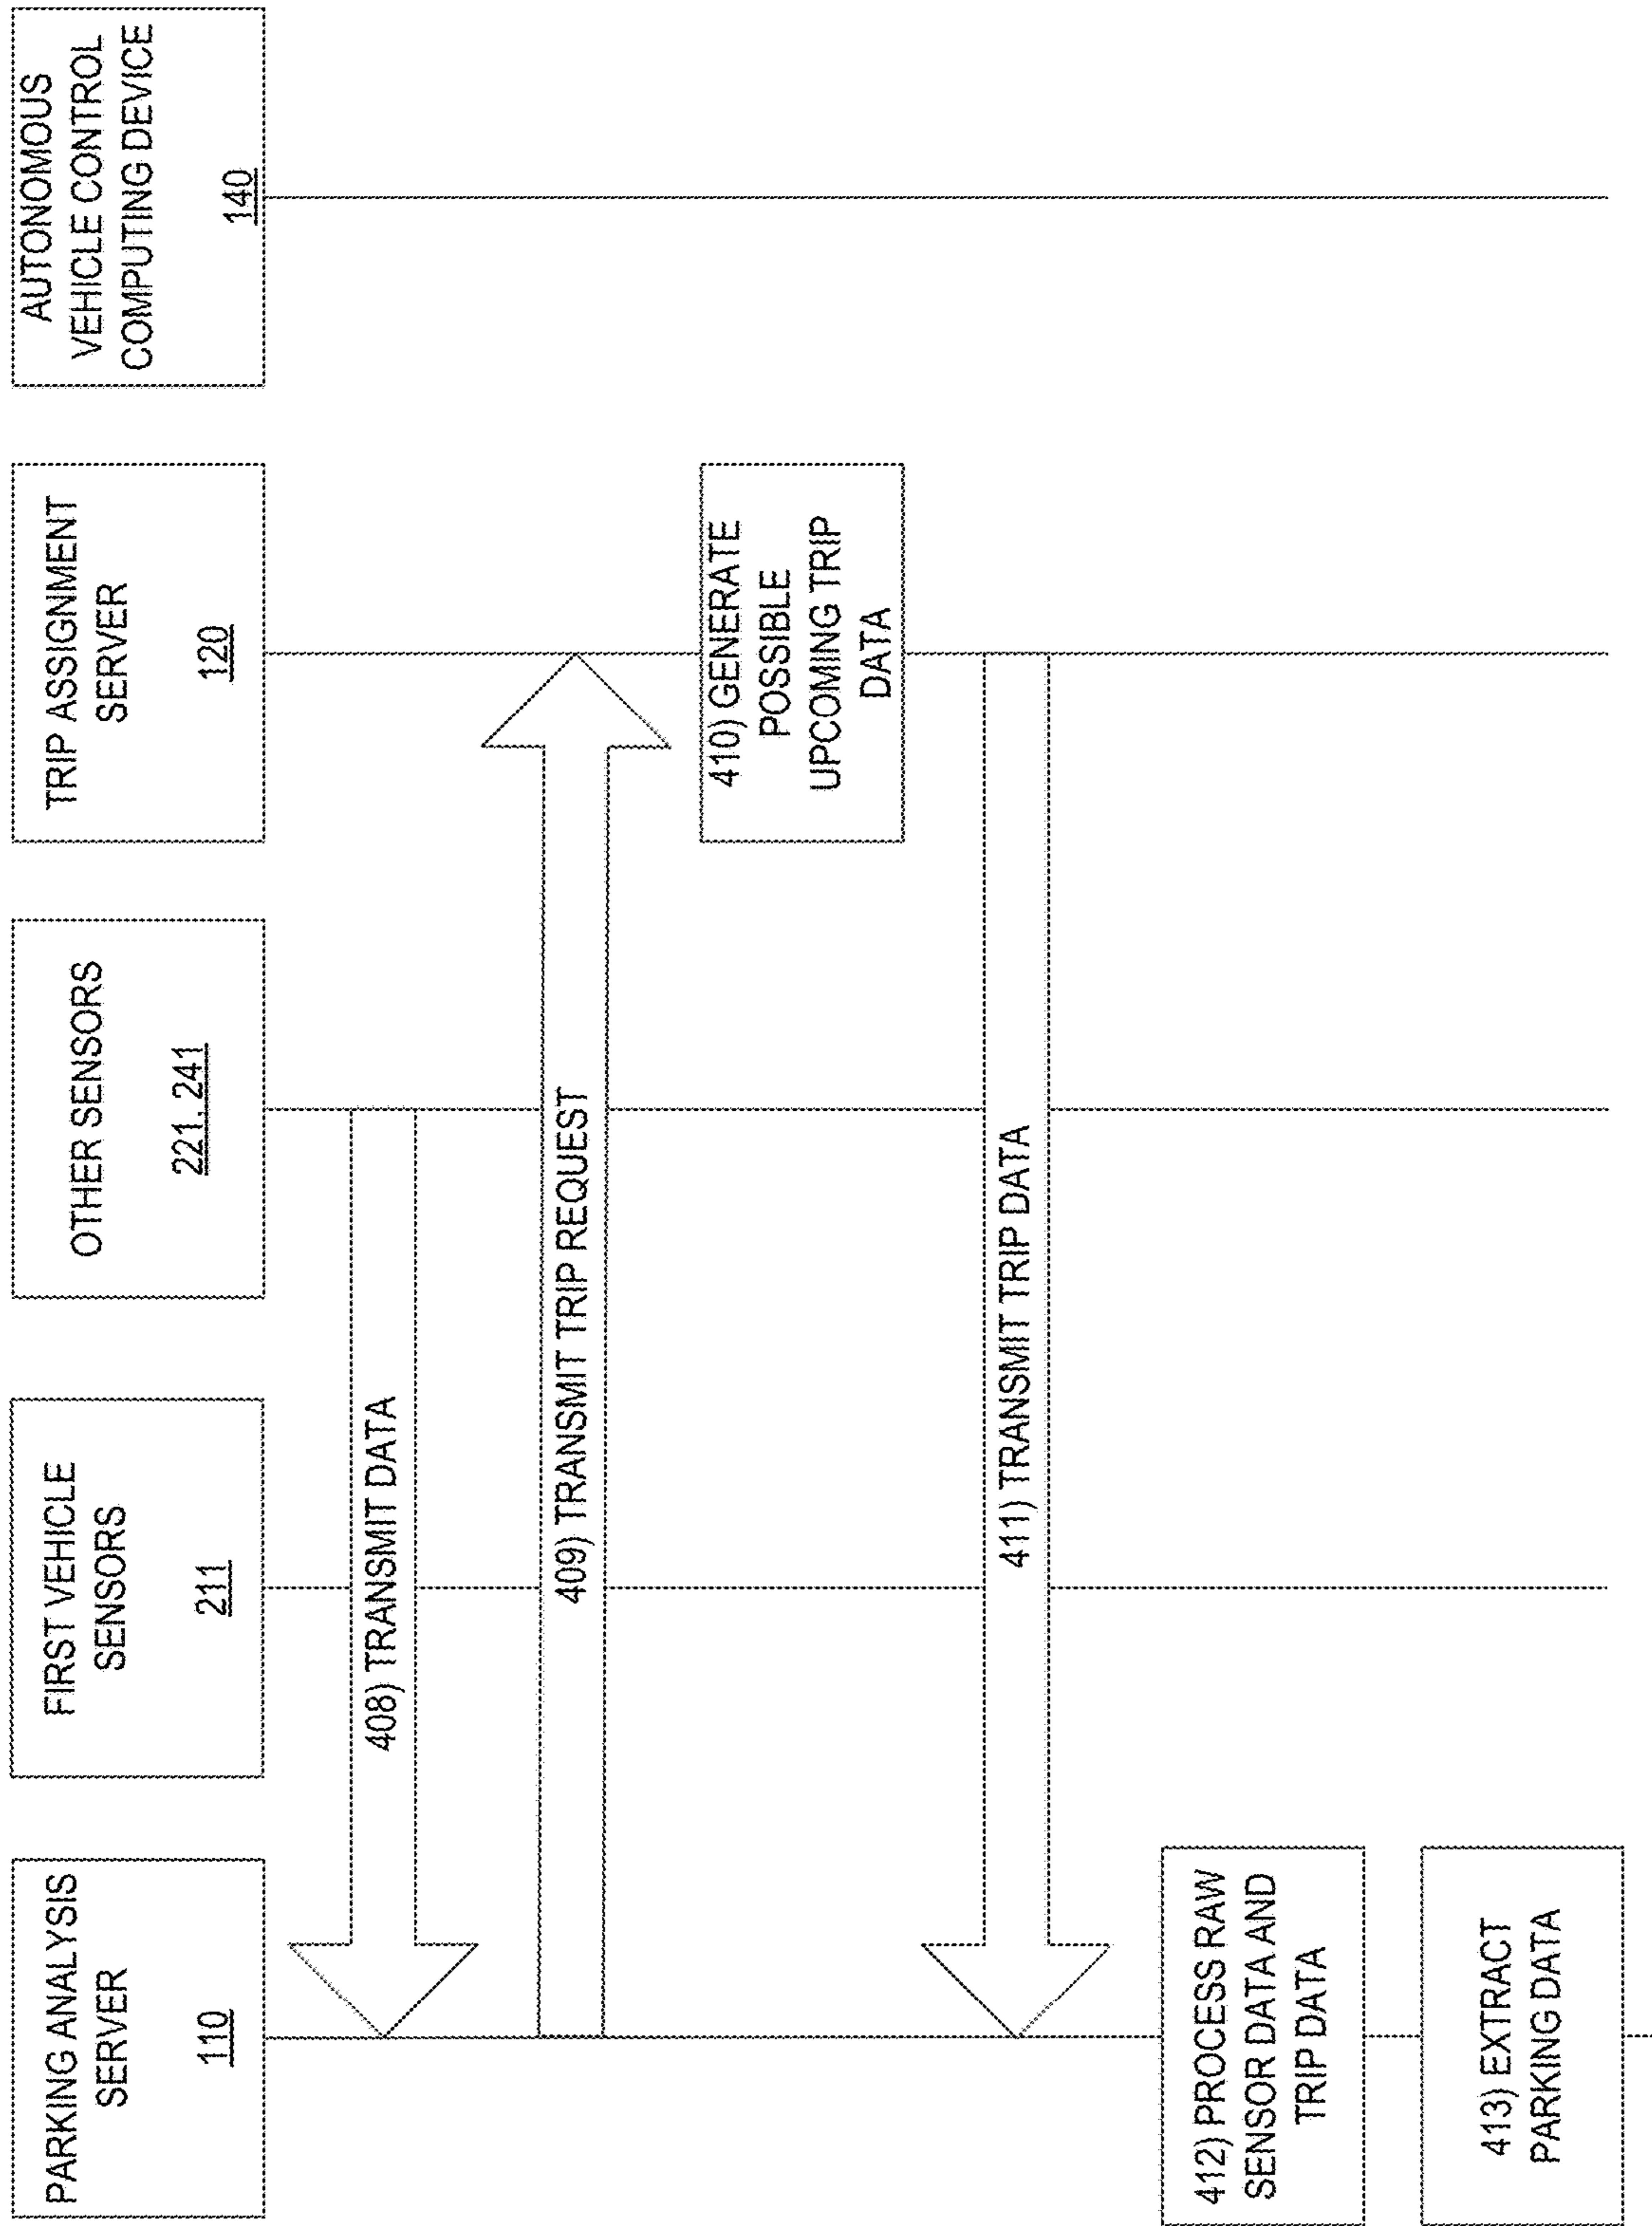 PARKING ANALYSIS
SERVER
110
FIRST VEHICLE
SENSORS
211
OTHER SENSORS
221, 241
TRIP ASSIGNMENT
SERVER
120
AUTONOMOUS
VEHICLE CONTROL
COMPUTING DEVICE
140
408) TRANSMIT DATA
409) TRANSMIT TRIP REQUEST
410) GENERATE
POSSIBLE
UPCOMING TRIP
DATA
411) TRANSMIT TRIP DATA
412) PROCESS RAW
SENSOR DATA AND
TRIP DATA
413) EXTRACT
PARKING DATA